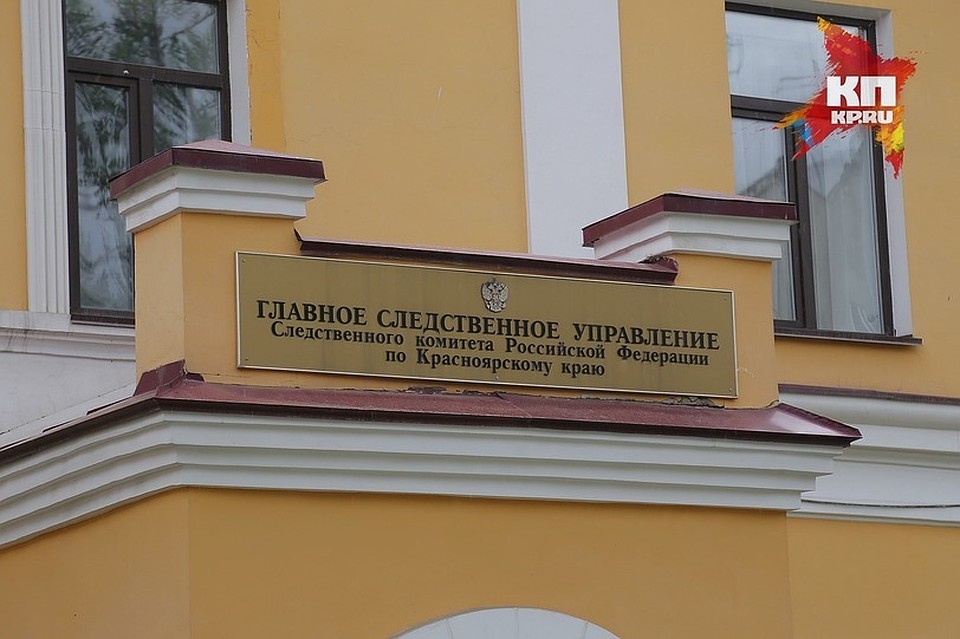 КП
KP.RU
ГЛАВНОЕ СЛЕДСТВЕННОЕ УПРАВЛЕНИЕ
Следственного комитета Российской Федерации
по Красноярскому краю